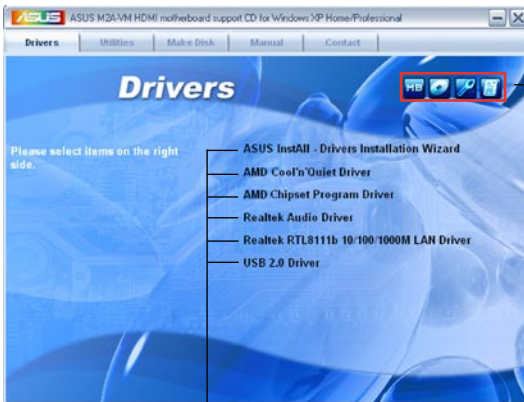 ASUS ASUS M2A-VM HDMI motherboard support CD for Windows XP Home/Professional
Drivers Utilities Make Disk Manual Contact
Drivers
MB
Please select items on the right
side.
ASUS InstAll - Drivers Installation Wizard
AMD Cool'n'Quiet Driver
AMD Chipset Program Driver
Realtek Audio Driver
Realtek RTL8111b 10/100/1000M LAN Driver
USB 2.0 Driver